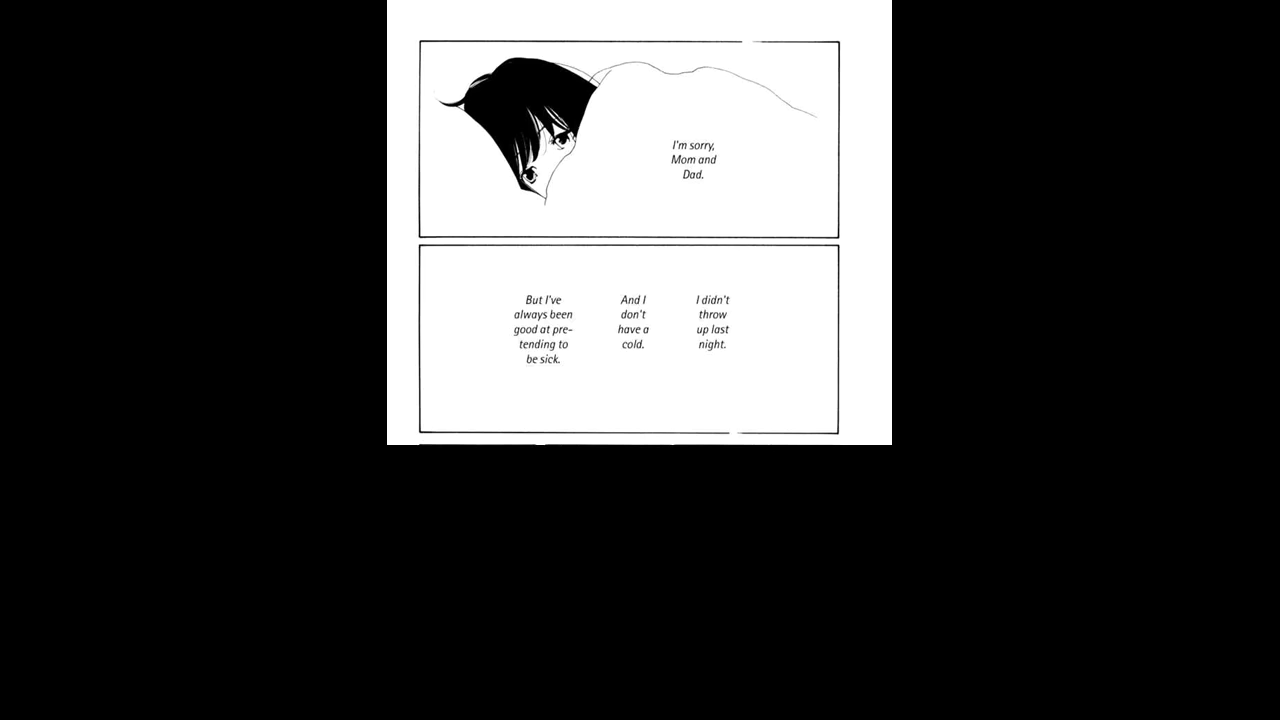 I'm sorry,
Mom and
Dad.
I didn't
throw
up last
night.
And I
don't
have a
cold.
But I've
always been
good at pre-
tending to
be sick.